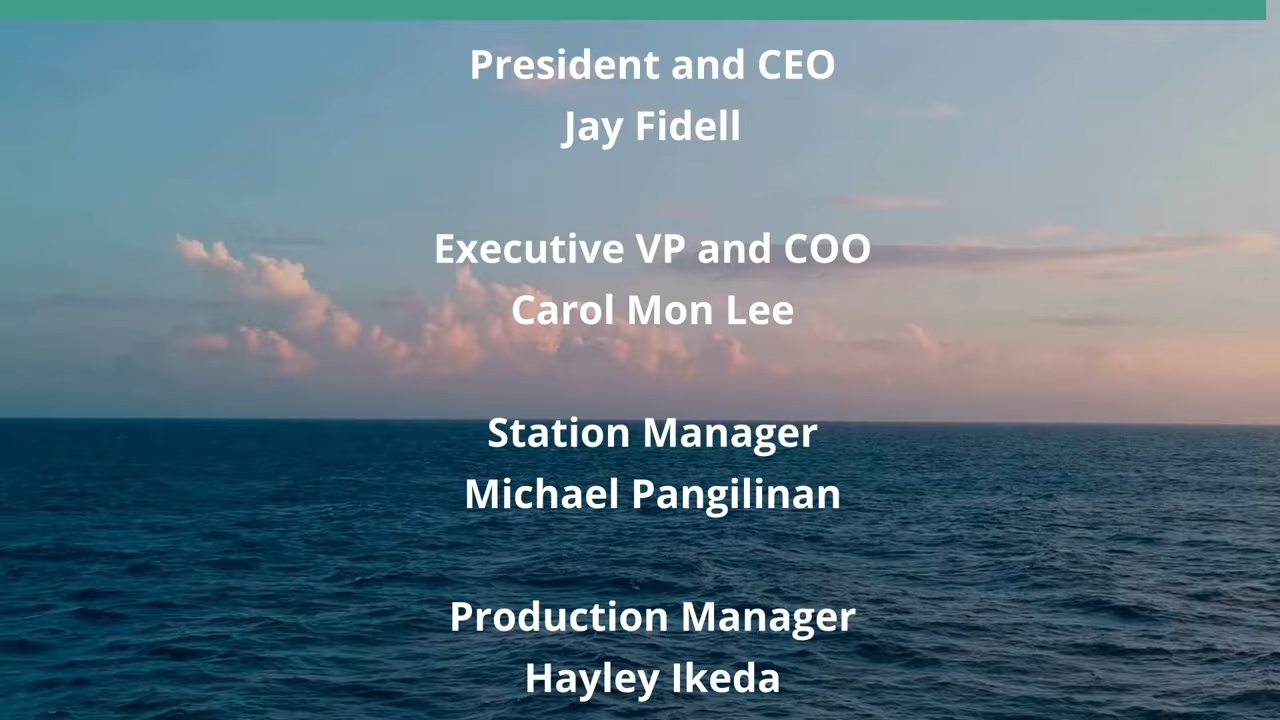 President and CEO
Jay Fidell
Executive VP and COO
Carol Mon Lee
Station Manager
Michael Pangilinan
Production Manager
Hayley Ikeda